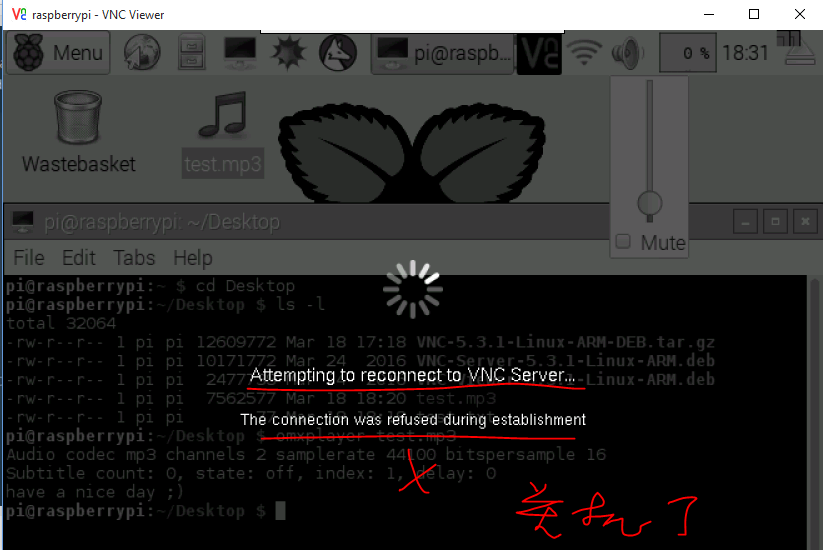 raspberrypi - VNC Viewer
Menu
pi@raspb...
0 %
18:31
Wastebasket
test.mp3
Mute
pi@raspberrypi: ~/Desktop
File Edit Tabs Help
pi@raspberrypi:~ $ cd Desktop
pi@raspberrypi:~/Desktop $ ls -l
total 32064
-rw-r--r-- 1 pi pi 12609772 Mar 18 17:18 VNC-5.3.1-Linux-ARM-DEB.tar.gz
-rw-r--r-- 1 pi pi 10171772 Mar 24 2016 VNC-Server-5.3.1-Linux-ARM.deb
Attempting to reconnect to VNC Server...
-rw-r--r-- 1 pi pi 2477 -Linux-ARM.deb
-rw-r--r-- 1 pi pi 7562577 Mar 18 18:20 test.mp3
The connection was refused during establishment
-rw-r--r-- 1 pi pi 77 Mar 18
pi@raspberrypi:~/Desktop $ omxplayer test.mp3
Audio codec mp3 channels 2 samplerate 44100 bitspersample 16
Subtitle count: 0, state: off, index: 1, delay: 0
have a nice day ;)
pi@raspberrypi:~/Desktop $
关机了